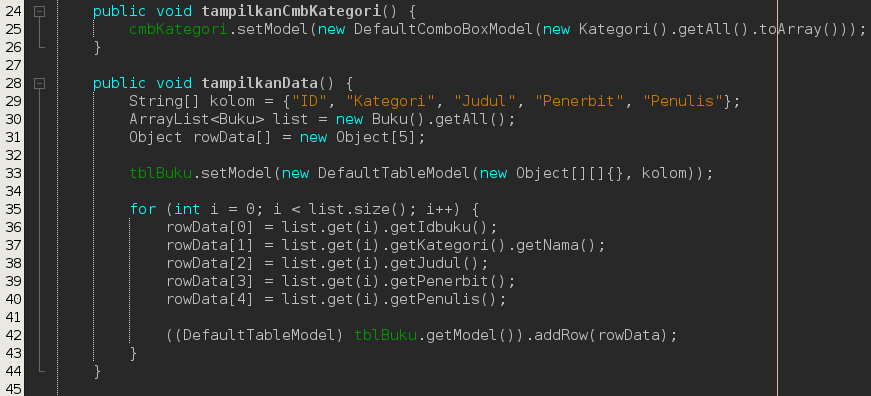 24 public void tampilkanCmbKategori() {
25 cmbKategori.setModel(new DefaultComboBoxModel(new Kategori().getAll().toArray()));
26 }
27
28 public void tampilkanData() {
29 String[] kolom = {"ID", "Kategori", "Judul", "Penerbit", "Penulis"};
30 ArrayList<Buku> list = new Buku().getAll();
31 Object rowData[] = new Object[5];
32
33 tblBuku.setModel(new DefaultTableModel(new Object[][]{}, kolom));
34
35 for (int i = 0; i < list.size(); i++) {
36 rowData[0] = list.get(i).getIdbuku();
37 rowData[1] = list.get(i).getKategori().getNama();
38 rowData[2] = list.get(i).getJudul();
39 rowData[3] = list.get(i).getPenerbit();
40 rowData[4] = list.get(i).getPenulis();
41
42 ((DefaultTableModel) tblBuku.getModel()).addRow(rowData);
43 }
44 }
45